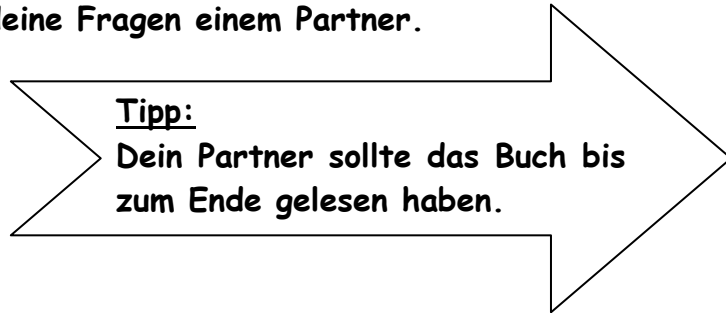 eine Fragen einem Partner.
Tipp:
Dein Partner sollte das Buch bis
zum Ende gelesen haben.